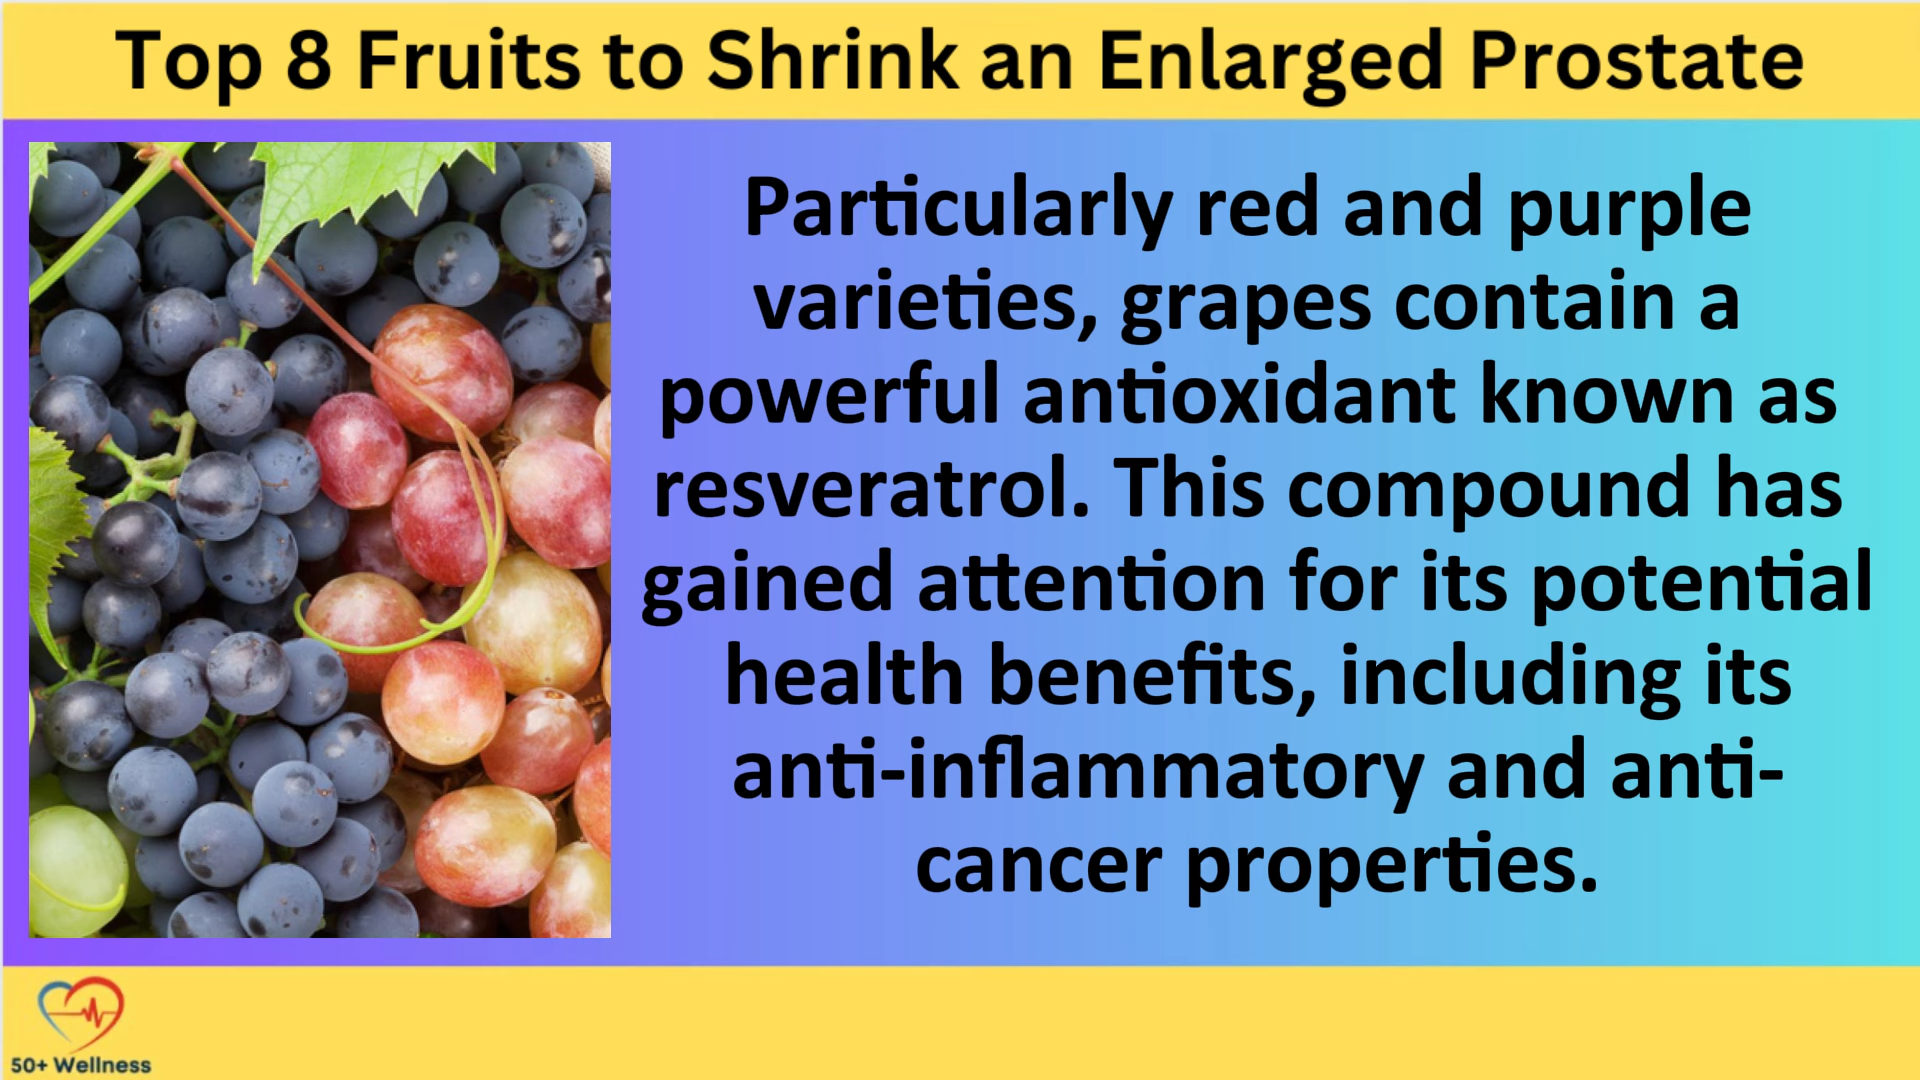 Top 8 Fruits to Shrink an Enlarged Prostate
Particularly red and purple
varieties, grapes contain a
powerful antioxidant known as
resveratrol. This compound has
gained attention for its potential
health benefits, including its
anti-inflammatory and anti-
cancer properties.
50+ Wellness